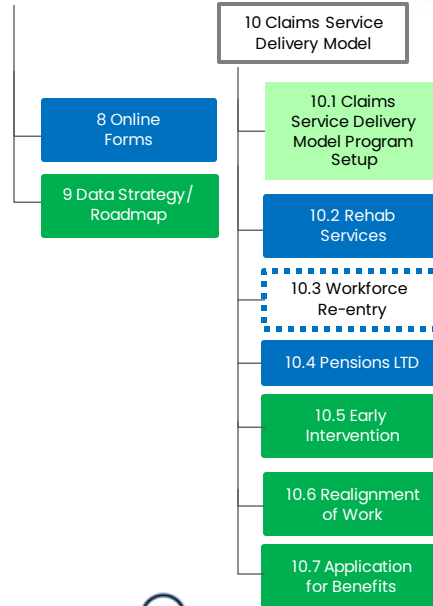 10 Claims Service
Delivery Model
8 Online
Forms
9 Data Strategy/
Roadmap
10.1 Claims
Service Delivery
Model Program
Setup
10.2 Rehab
Services
10.3 Workforce
Re-entry
10.4 Pensions LTD
10.5 Early
Intervention
10.6 Realignment
of Work
10.7 Application
for Benefits